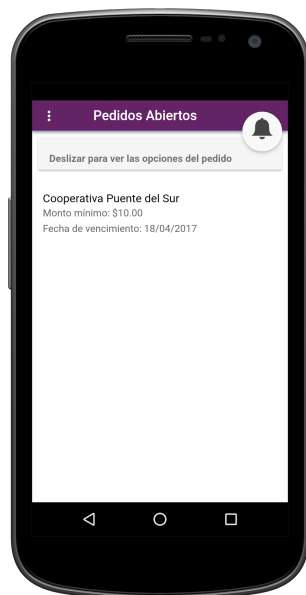 Pedidos Abiertos
Deslizar para ver las opciones del pedido
Cooperativa Puente del Sur
Monto mínimo: $10.00
Fecha de vencimiento: 18/04/2017